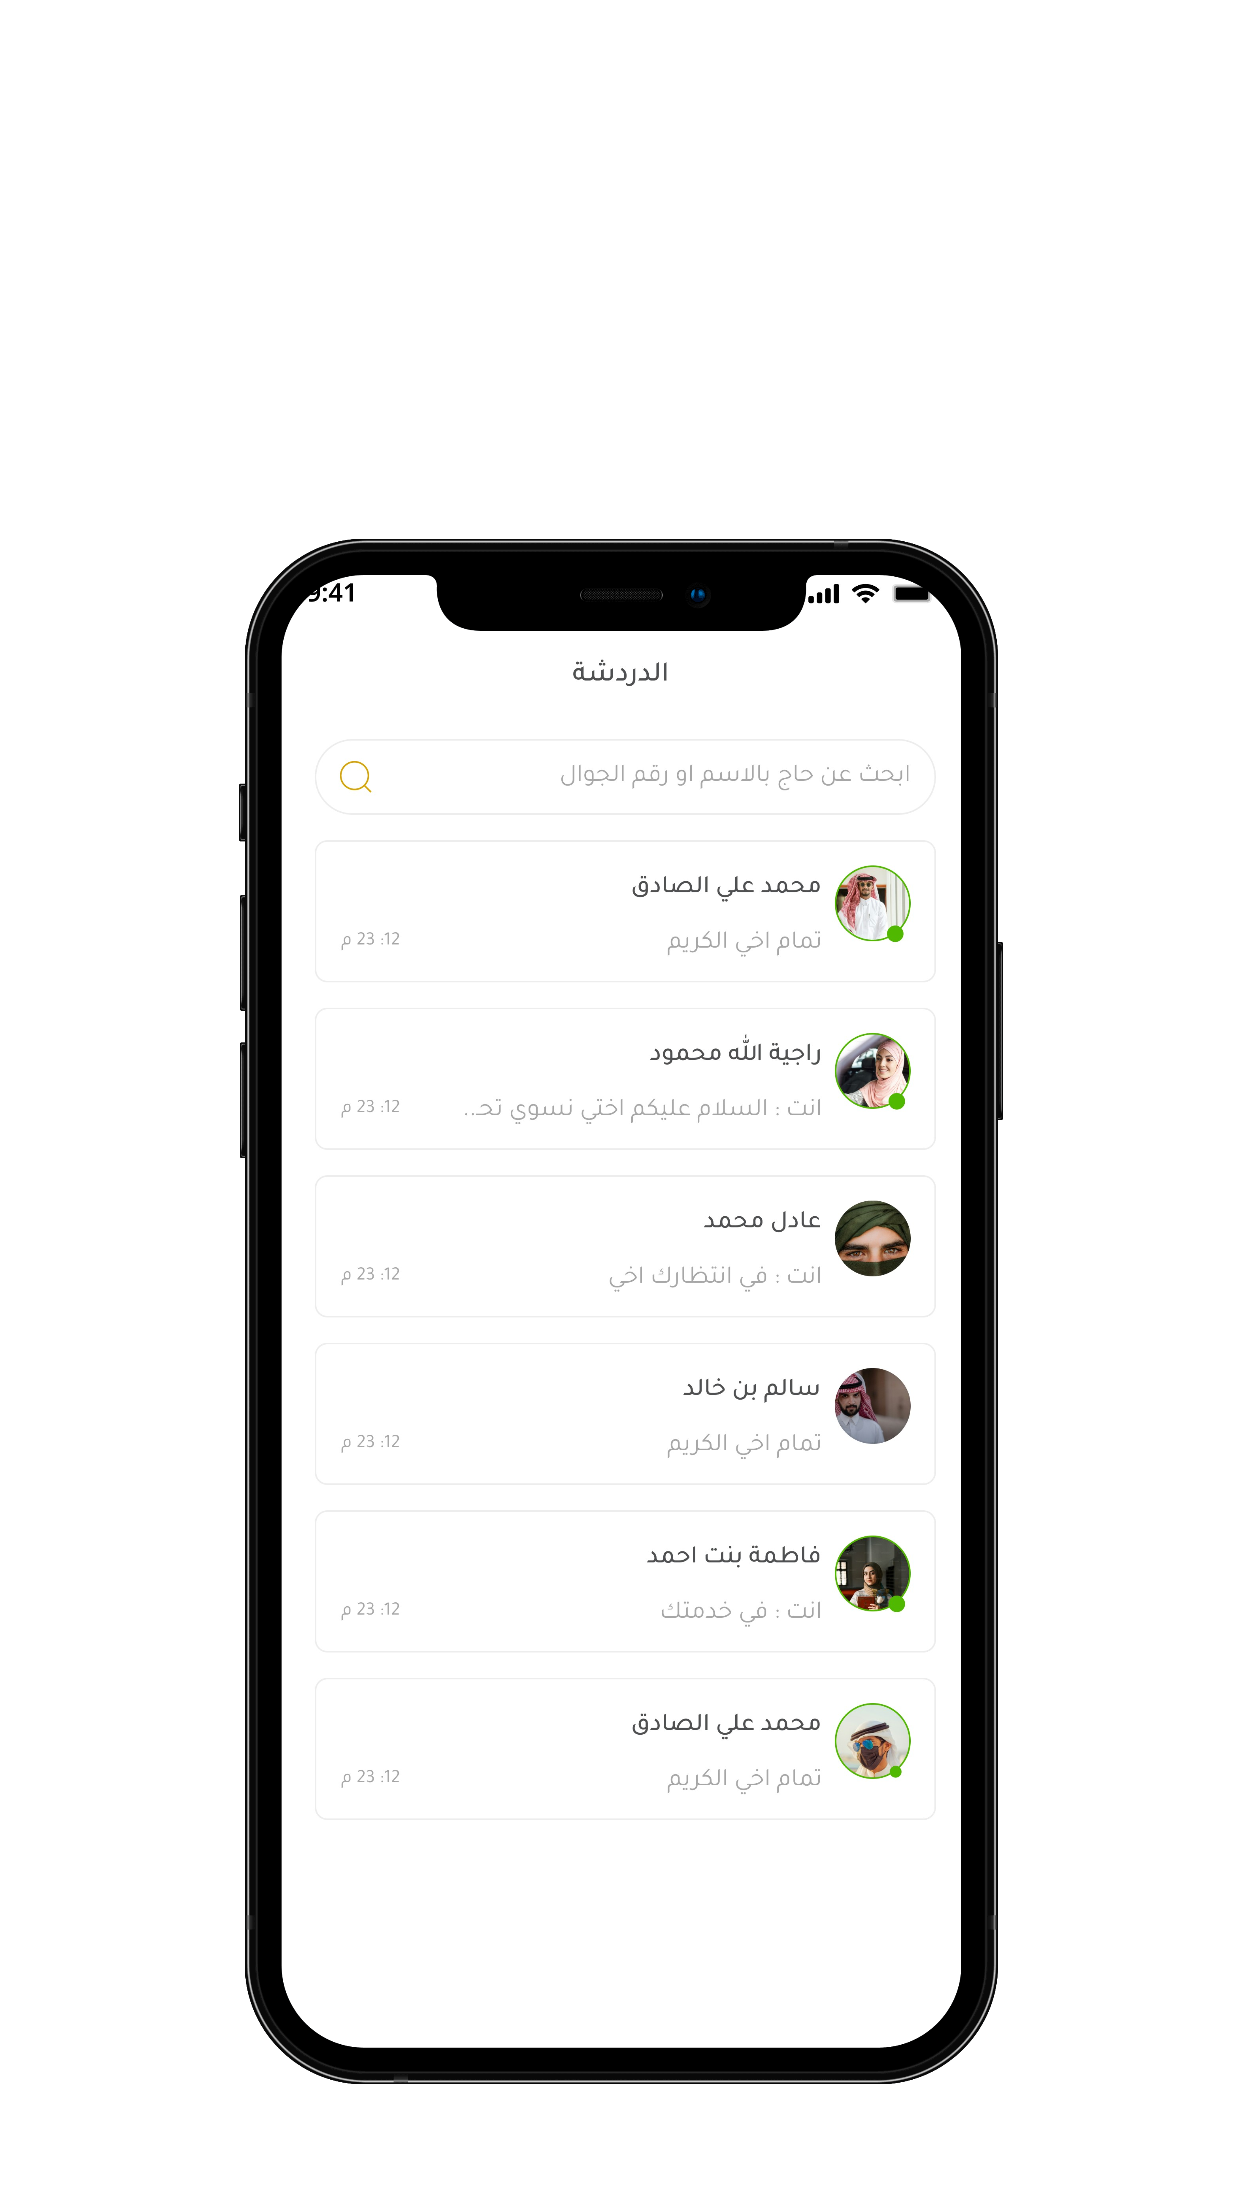 9:41
الدردشة
ابحث عن حاج بالاسم او رقم الجوال
محمد علي الصادق
تمام اخي الكريم
12: 23 م
راجية الله محمود
انت : السلام عليكم اختي نسوي تحـ..
12: 23 م
عادل محمد
انت : في انتظارك اخي
12: 23 م
سالم بن خالد
تمام اخي الكريم
12: 23 م
فاطمة بنت احمد
انت : في خدمتك
12: 23 م
محمد علي الصادق
تمام اخي الكريم
12: 23 م